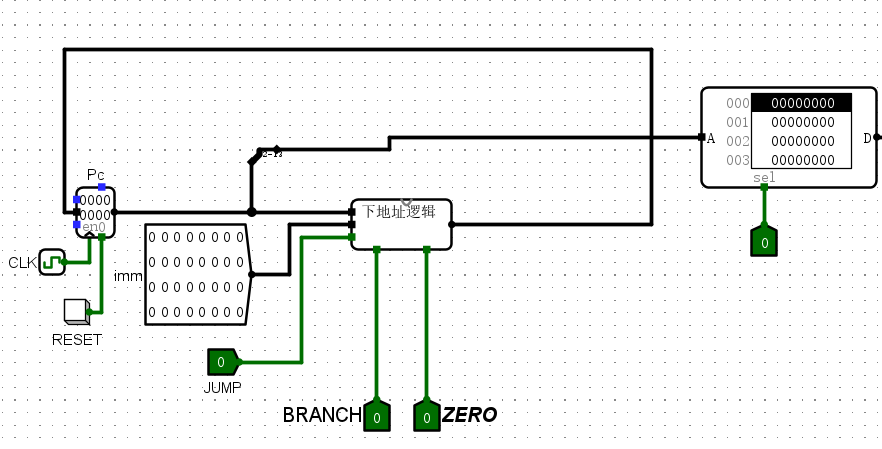 000 00000000
001 00000000
A 002 00000000 D
003 00000000
sel
0
2-13
Pc
0000
0000
en0
下地址逻辑
CLK
RESET
imm
0 0 0 0 0 0 0 0
0 0 0 0 0 0 0 0
0 0 0 0 0 0 0 0
0 0 0 0 0 0 0 0
0
JUMP
BRANCH 0 0 ZERO